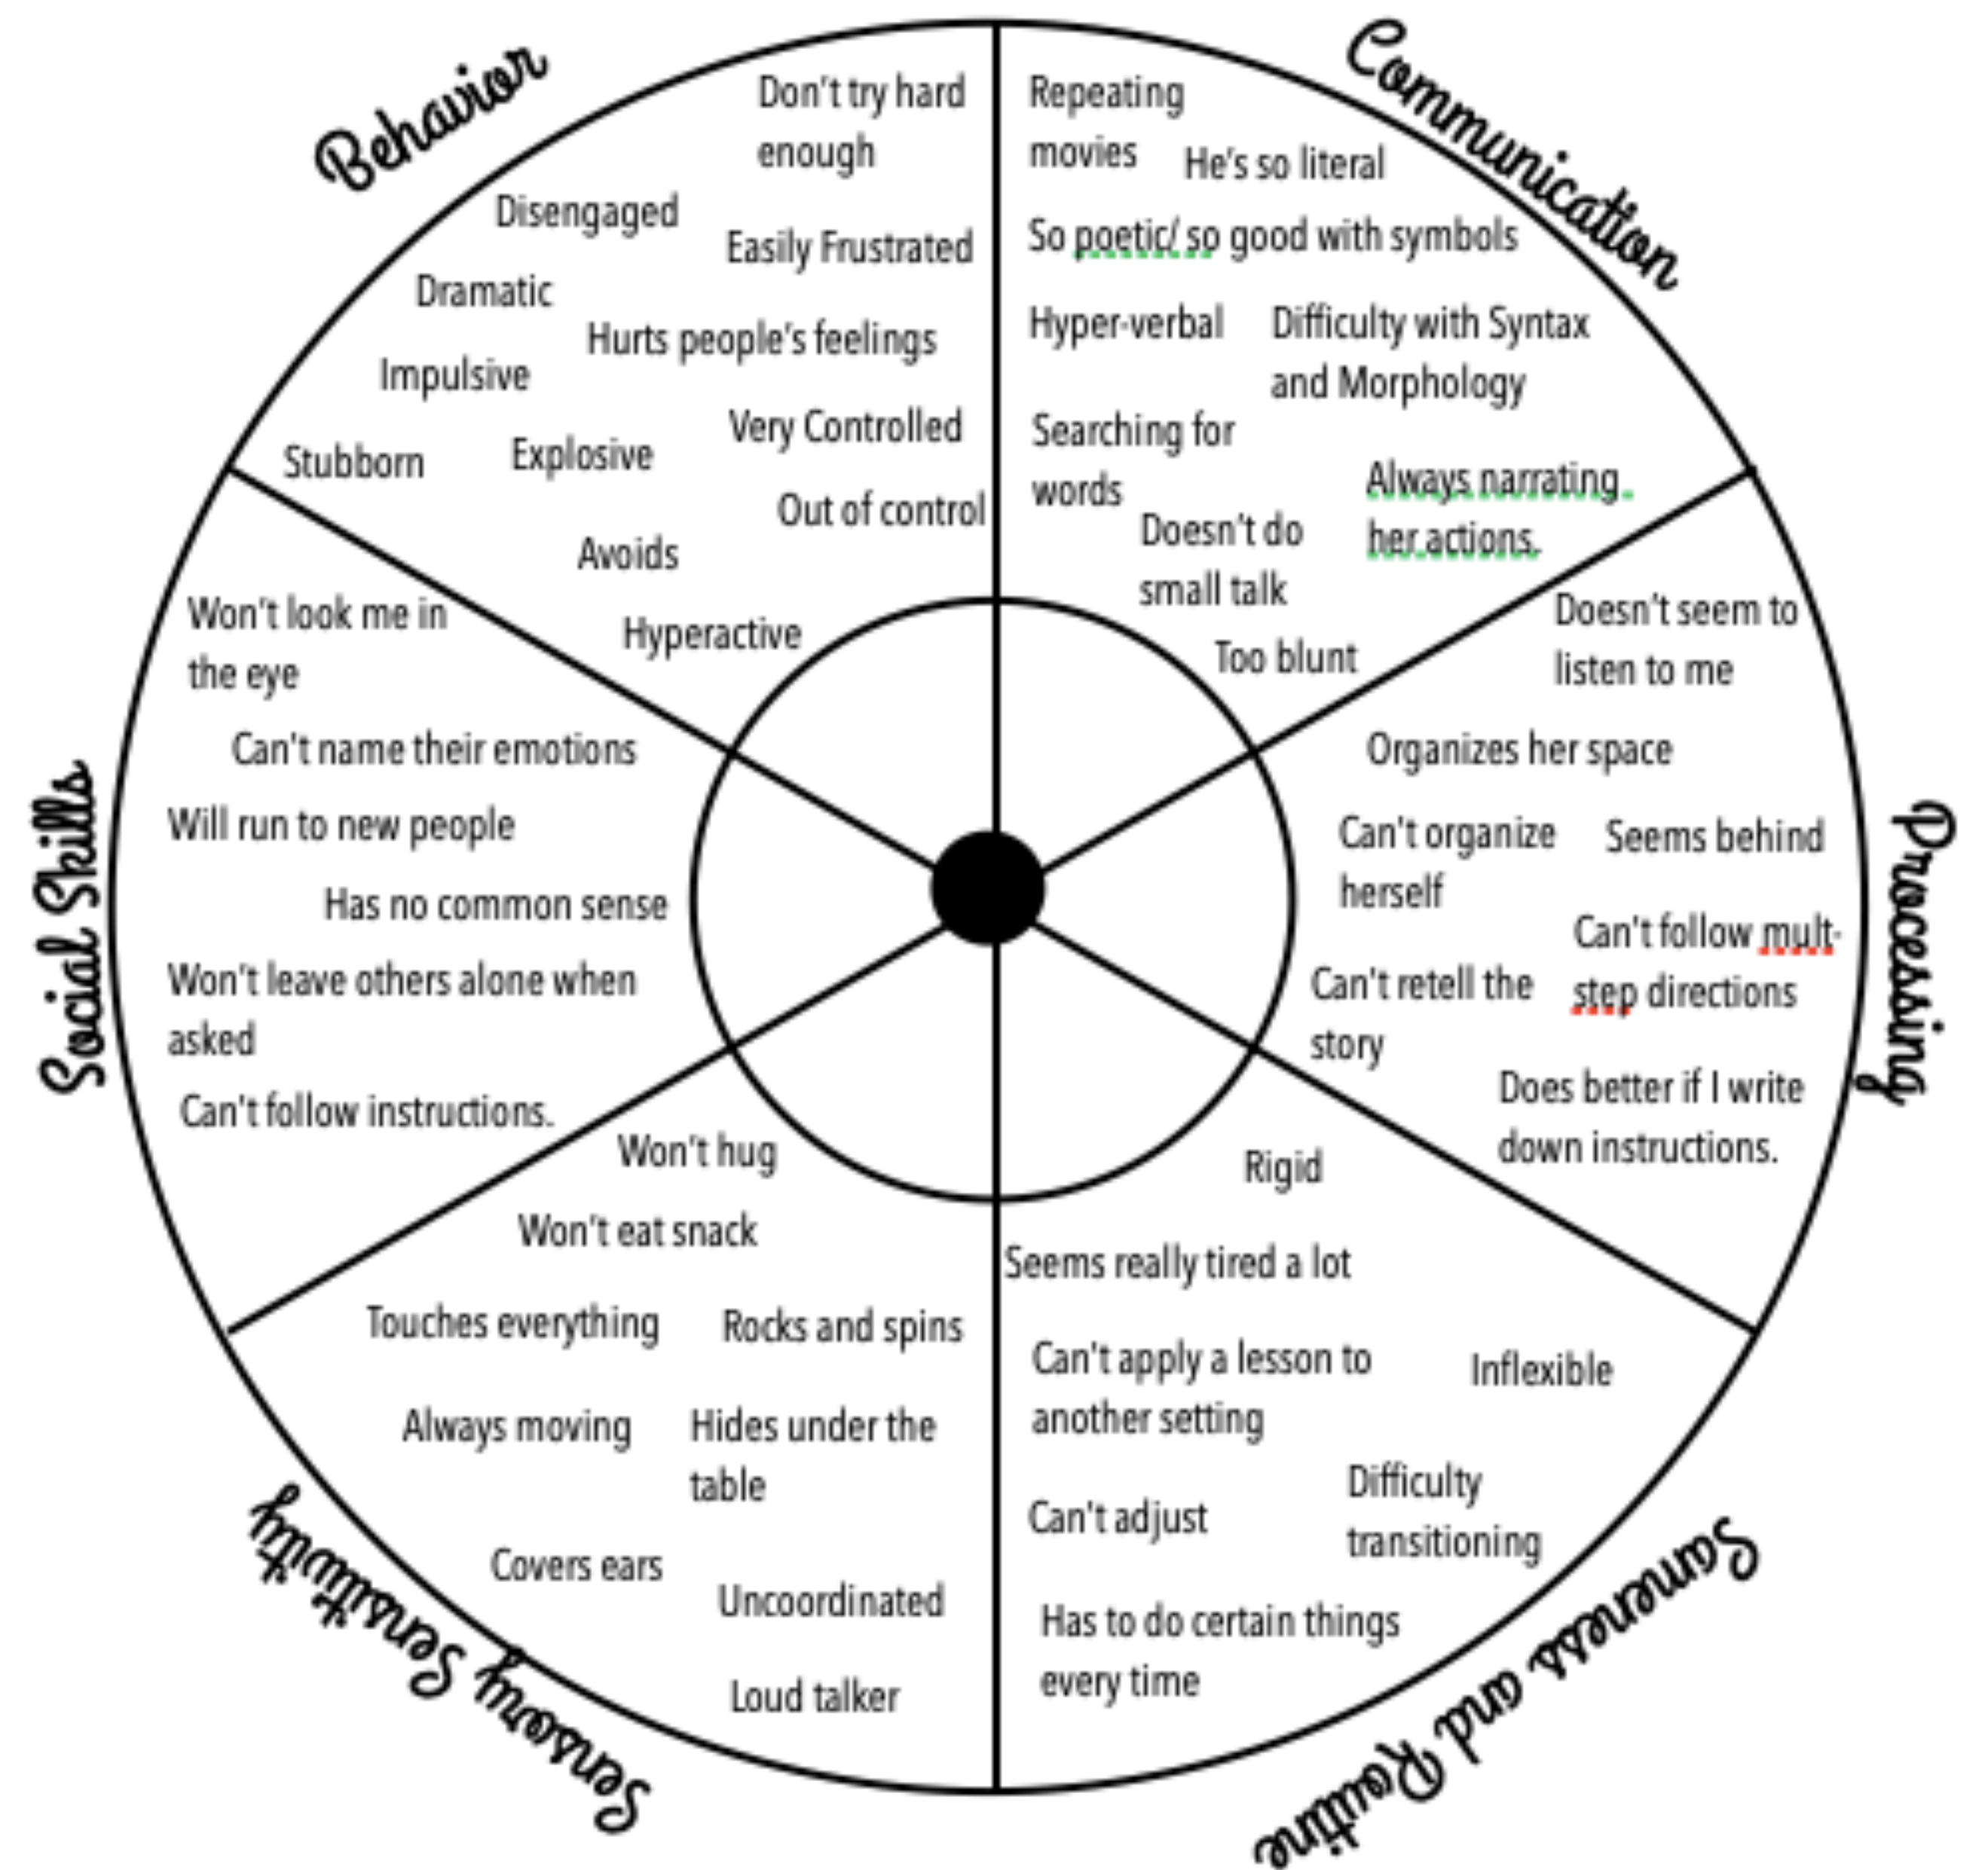 Behavior
Don't try hard
enough
Disengaged
Easily Frustrated
Dramatic
Hurts people's feelings
Impulsive
Very Controlled
Stubborn
Explosive
Out of control
Avoids
Hyperactive
Communication
Repeating
movies
He's so literal
So poetic/ so good with symbols
Hyper-verbal
Difficulty with Syntax
and Morphology
Searching for
words
Always narrating
her actions.
Doesn't do
small talk
Too blunt
Processing
Doesn't seem to
listen to me
Organizes her space
Can't organize
herself
Seems behind
Can't follow mult-
step directions
Can't retell the
story
Does better if I write
down instructions.
Sameness and Routine
Rigid
Seems really tired a lot
Can't apply a lesson to
another setting
Inflexible
Can't adjust
Difficulty
transitioning
Has to do certain things
every time
Sensory Sensitivity
Won't hug
Won't eat snack
Touches everything
Rocks and spins
Always moving
Hides under the
table
Covers ears
Uncoordinated
Loud talker
Social Skills
Won't look me in
the eye
Can't name their emotions
Will run to new people
Has no common sense
Won't leave others alone when
asked
Can't follow instructions.